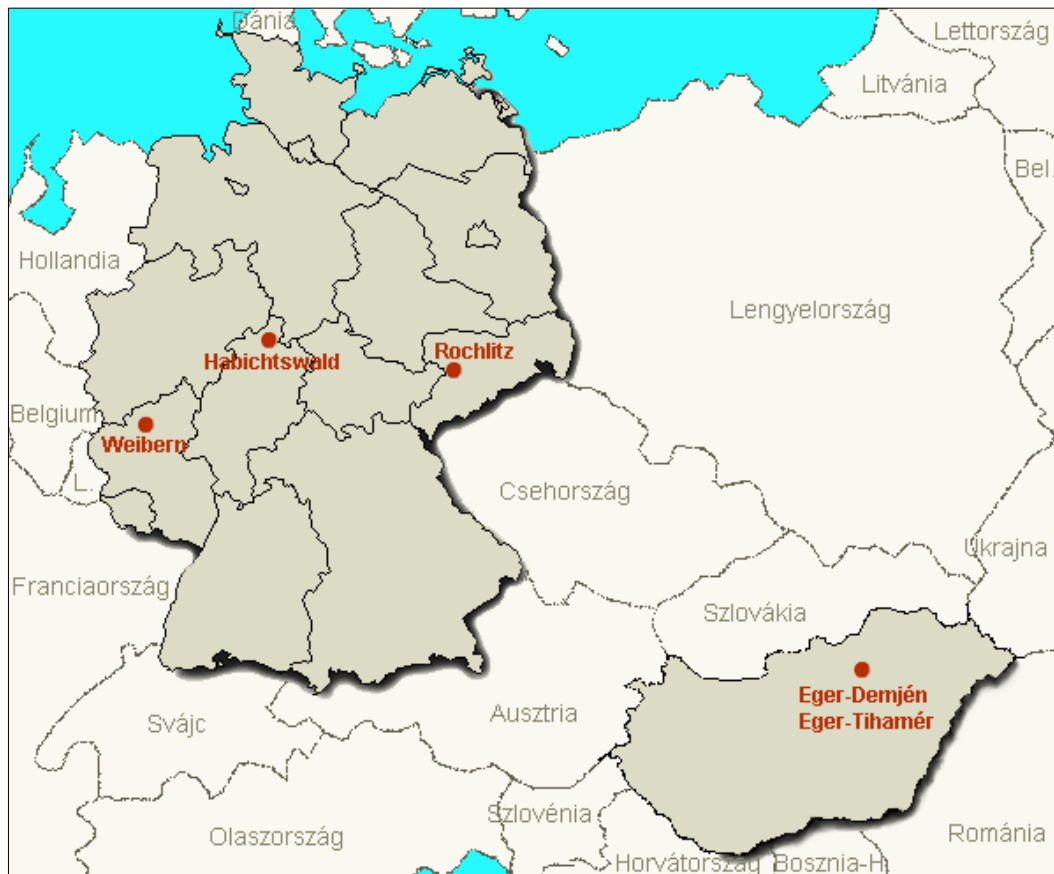 Dánia
Lettország
Litvánia
Bel.
Hollandia
Lengyelország
Habichtswald
Rochlitz
Belgium
Weibern
L.
Csehország
Ukrajna
Franciaország
Szlovákia
Eger-Demjén
Eger-Tihamér
Svájc
Ausztria
Szlovénia
Olaszország
Románia
Horvátország
Bosznia-H.